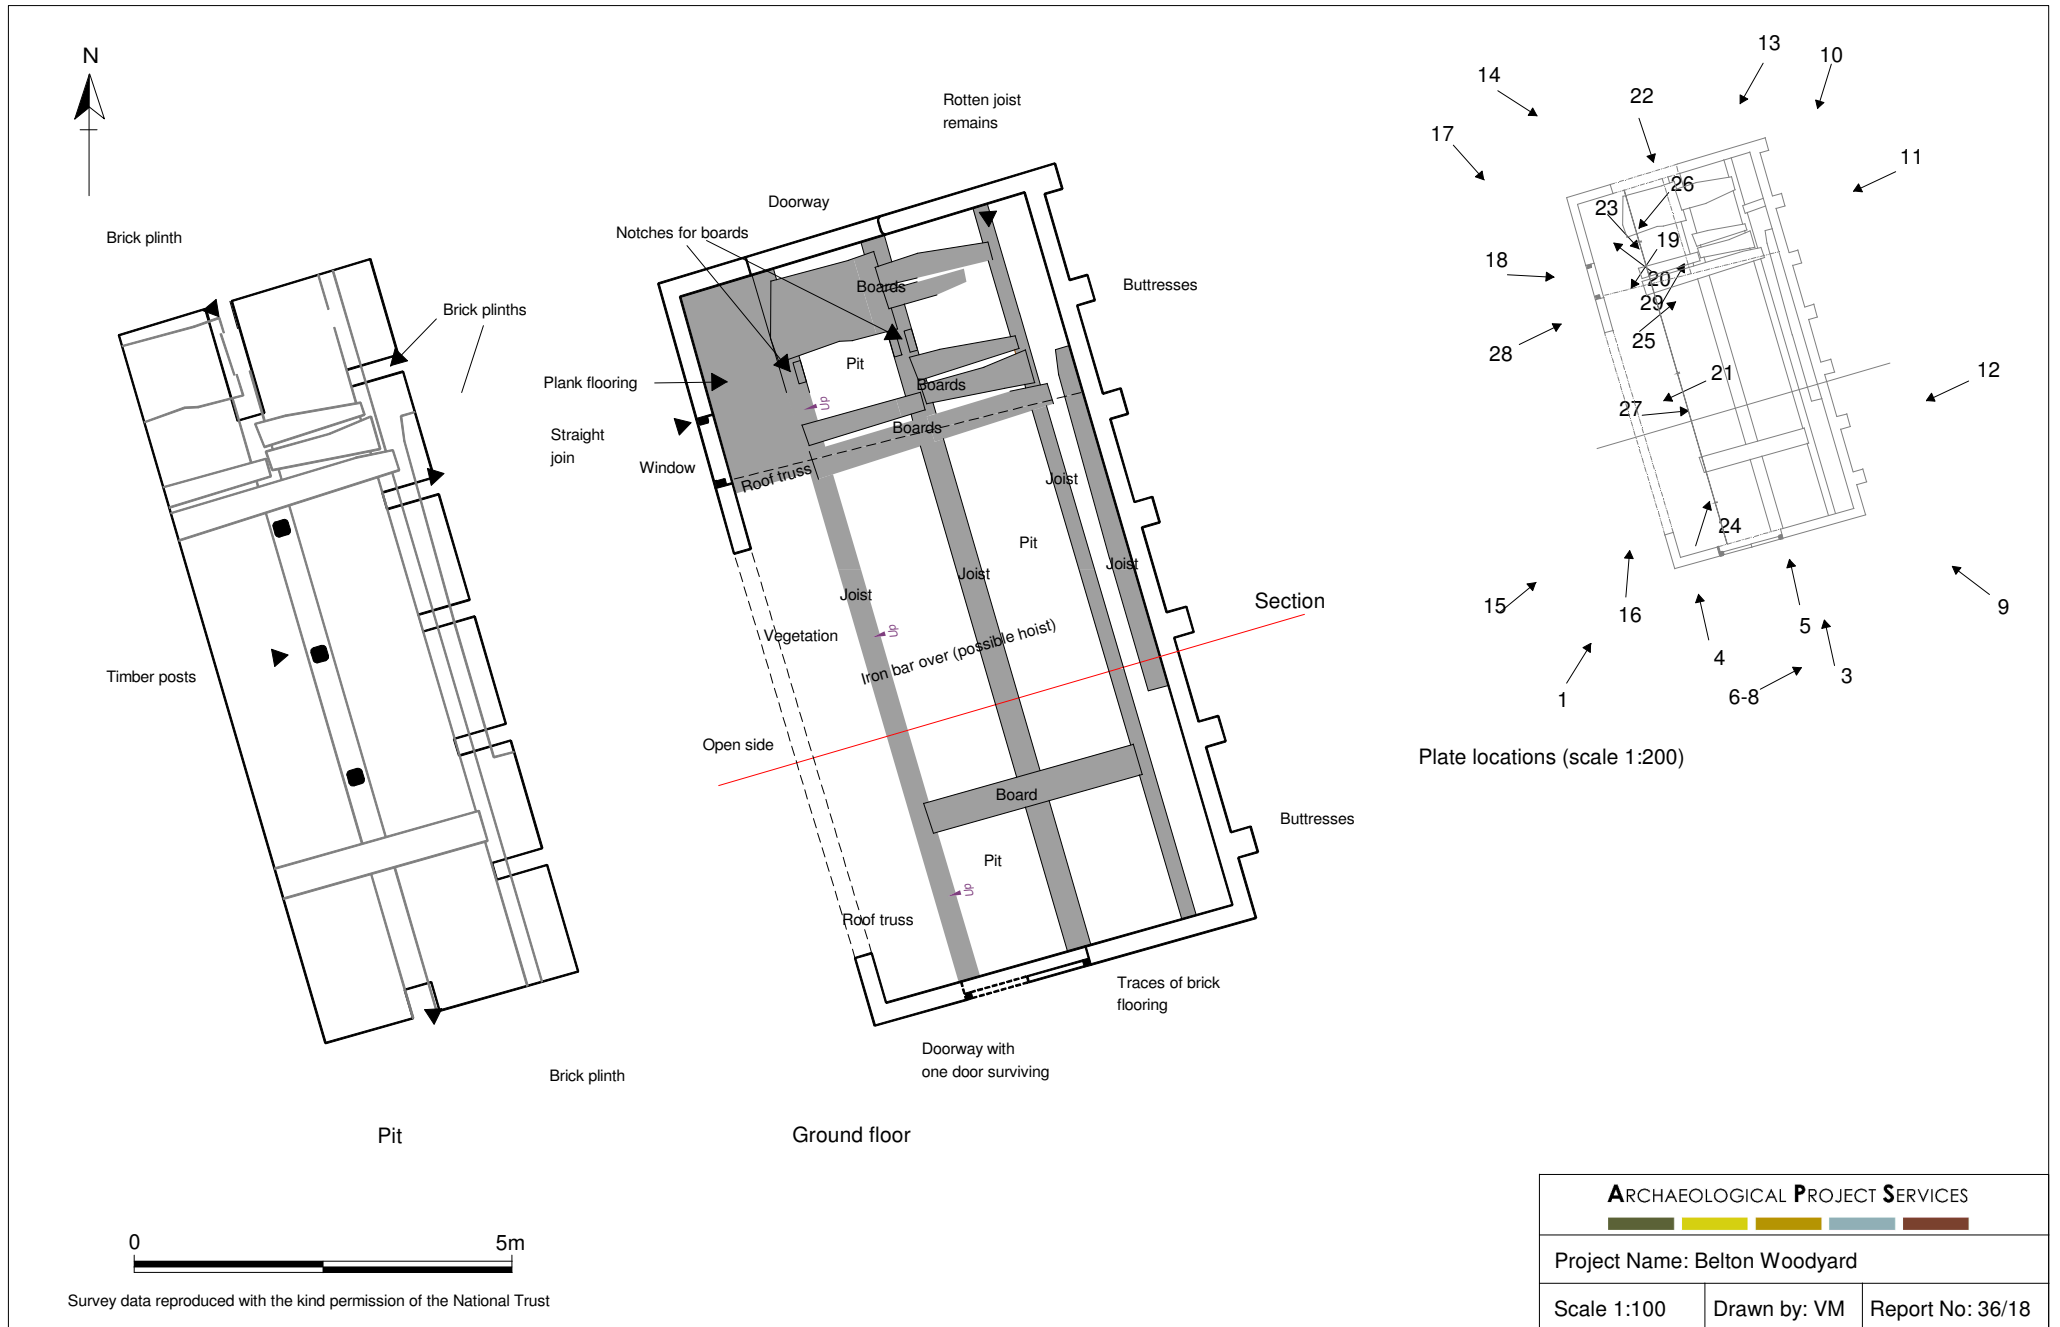 N
Brick plinth
Brick plinths
Timber posts
Brick plinth
Pit
Rotten joist
remains
Doorway
Notches for boards
Buttresses
Boards
Pit
Plank flooring
Boards
Up
Boards
Straight
join
Window
Roof truss
Joist
Pit
Joist
Joist
Joist
Section
Up
Vegetation
Iron bar over (possible hoist)
Open side
Board
Buttresses
Pit
Up
Roof truss
Traces of brick
flooring
Doorway with
one door surviving
Ground floor
13
10
14
22
17
11
26
23
19
18
20
29
25
28
21
12
27
24
15
16
9
5
4
3
1
6-8
Plate locations (scale 1:200)
0 5m
Survey data reproduced with the kind permission of the National Trust
ARCHAEOLOGICAL PROJECT SERVICES
Project Name: Belton Woodyard
Scale 1:100
Drawn by: VM
Report No: 36/18